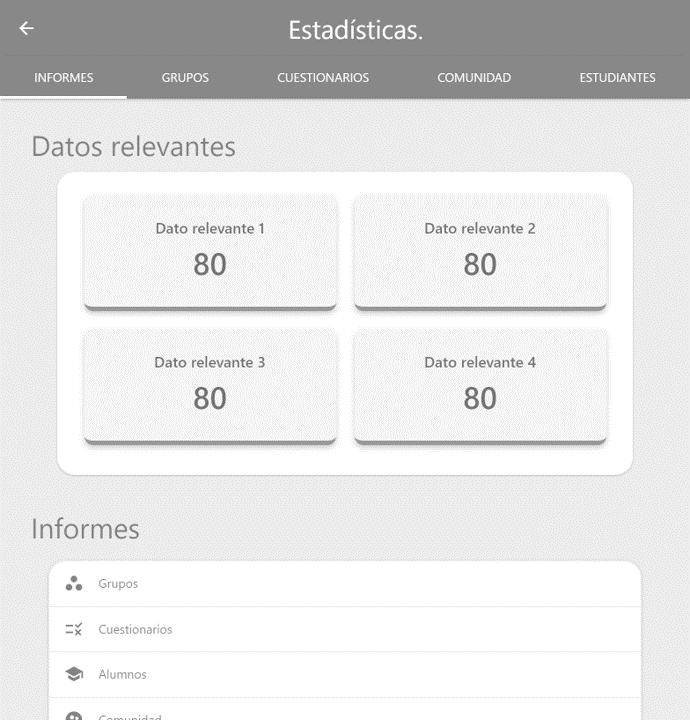 Estadísticas.
INFORMES GRUPOS CUESTIONARIOS COMUNIDAD ESTUDIANTES
Datos relevantes
Dato relevante 1
80
Dato relevante 2
80
Dato relevante 3
80
Dato relevante 4
80
Informes
Grupos
Cuestionarios
Alumnos
Comunidad